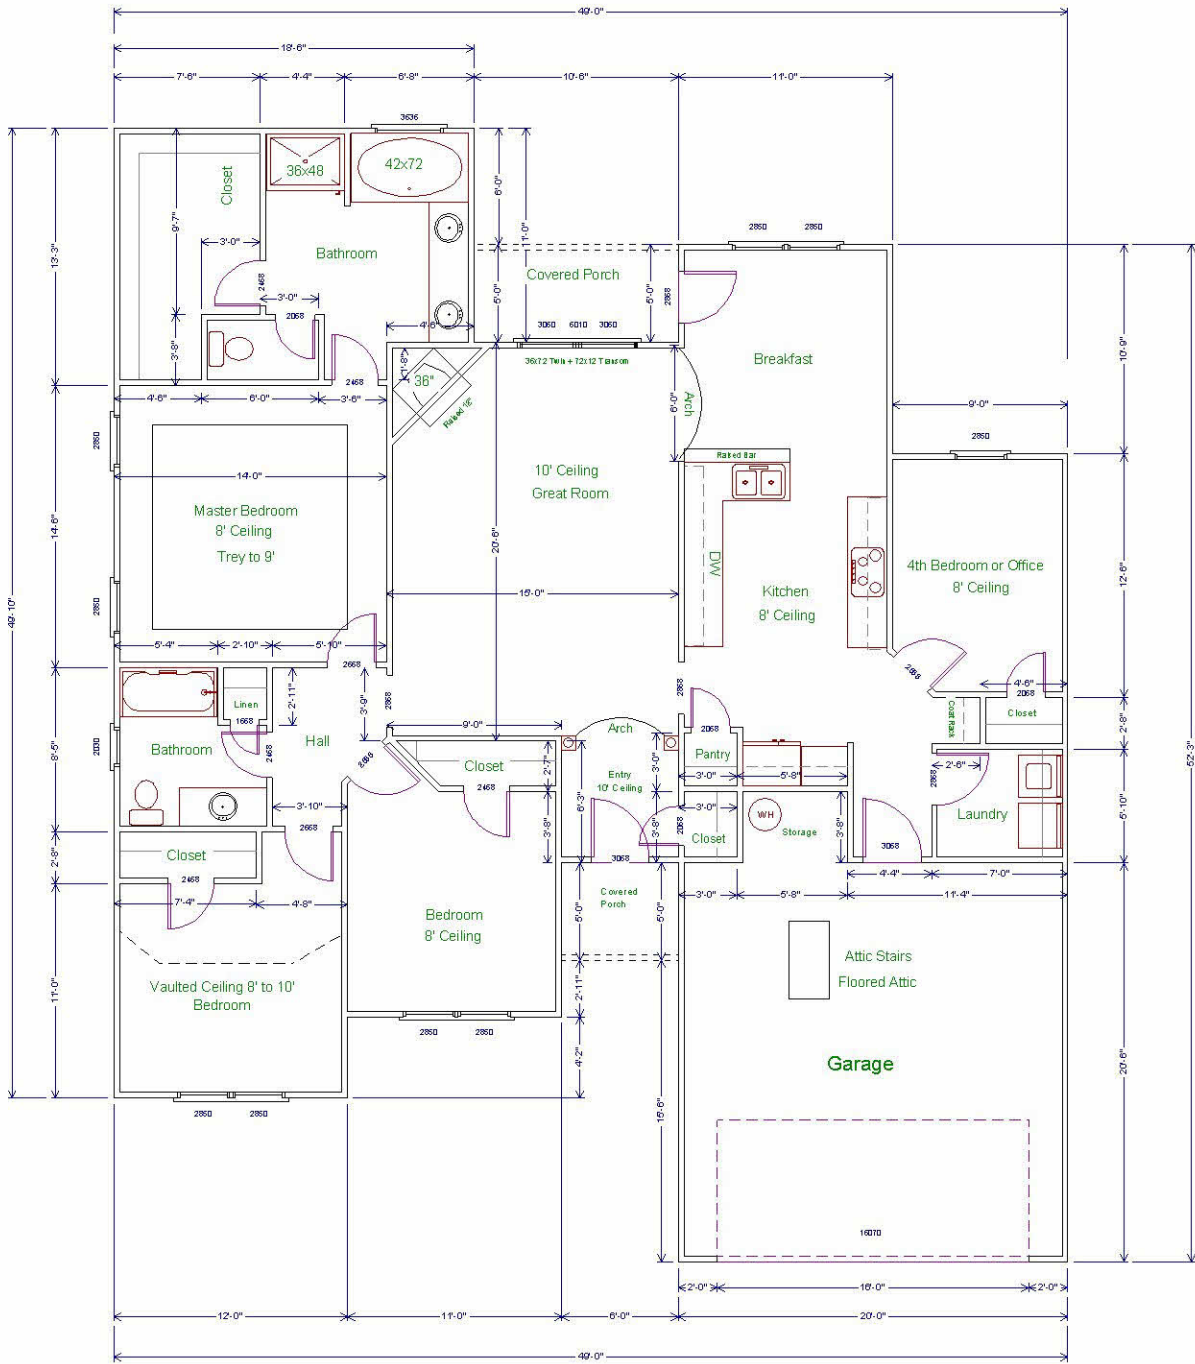 49'-0"
18'-6"
7'-6" 4'-4" 6'-8" 10'-6" 11'-0"
3636
36x48 42x72
Closet
9'-7"
13'-3"
6'-0"
11'-0"
2850 2850
3'-0"
Bathroom
2468
3'-0"
2068
Covered Porch
5'-0" 5'-0"
2868
4'-6"
3060 6010 3060
36x72 Twin + 72x12 Transom
Breakfast
10'-9"
3'-8"
1'-8"
36"
Raised 18"
2468
6'-0"
Arch
4'-6" 6'-0" 3'-6"
9'-0"
2850
2850
14'-0"
Raised Bar
10' Ceiling
Great Room
Master Bedroom
8' Ceiling
Trey to 9'
14'-6"
20'-6"
DW
4th Bedroom or Office
8' Ceiling
12'-6"
Kitchen
8' Ceiling
15'-0"
2850
49'-10"
5'-4" 2'-10" 5'-10"
2668
2668
4'-6"
2068
2'-11"
3'-9"
2868
2868
Linen
1668
Coat Rack
Closet
2'-8"
9'-0"
Arch
2068
2030
8'-5"
Bathroom
2468
Hall
2668
Closet
2'-7"
2468
Pantry
3'-0"
52'-3"
Entry
10' Ceiling
3'-0" 5'-8"
2'-6"
2868
6'-3"
3'-10"
2668
3'-8"
3'-8"
2068
3'-0"
Closet
WH
Storage
3'-8"
Laundry
5'-10"
3068
3068
Closet
2468
2'-8"
7'-4" 4'-8"
Covered
Porch
4'-4" 7'-0"
3'-0" 5'-8" 11'-4"
Bedroom
8' Ceiling
5'-0" 5'-0"
Attic Stairs
Floored Attic
Vaulted Ceiling 8' to 10'
Bedroom
11'-0"
2'-11"
2850 2850
4'-2"
Garage
20'-6"
15'-6"
2850 2850
16070
2'-0" 16'-0" 2'-0"
12'-0" 11'-0" 6'-0" 20'-0"
49'-0"